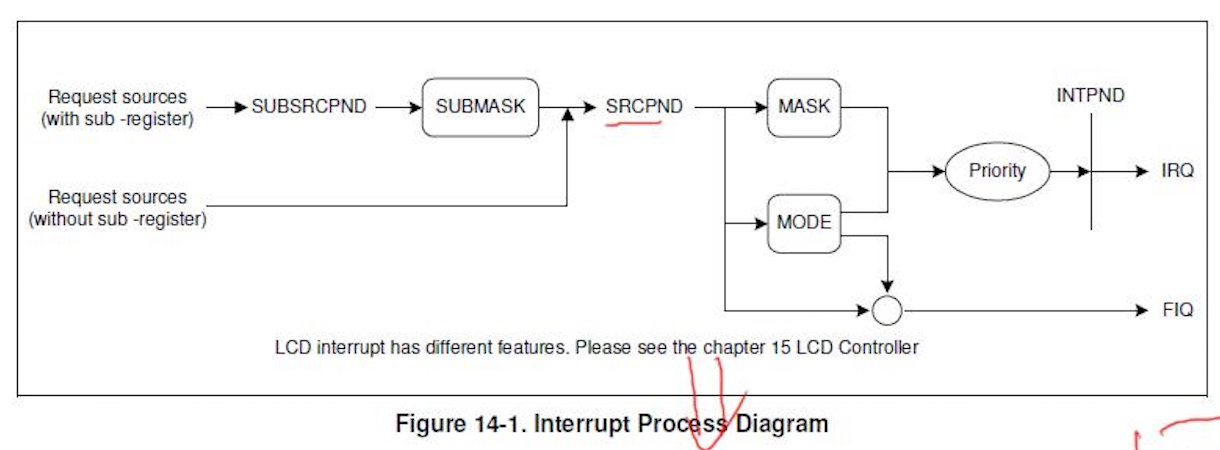 Request sources
(with sub -register)
SUBSRCPND
SUBMASK
SRCPND
MASK
INTPND
Request sources
(without sub -register)
MODE
Priority
IRQ
FIQ
LCD interrupt has different features. Please see the chapter 15 LCD Controller
Figure 14-1. Interrupt Process Diagram